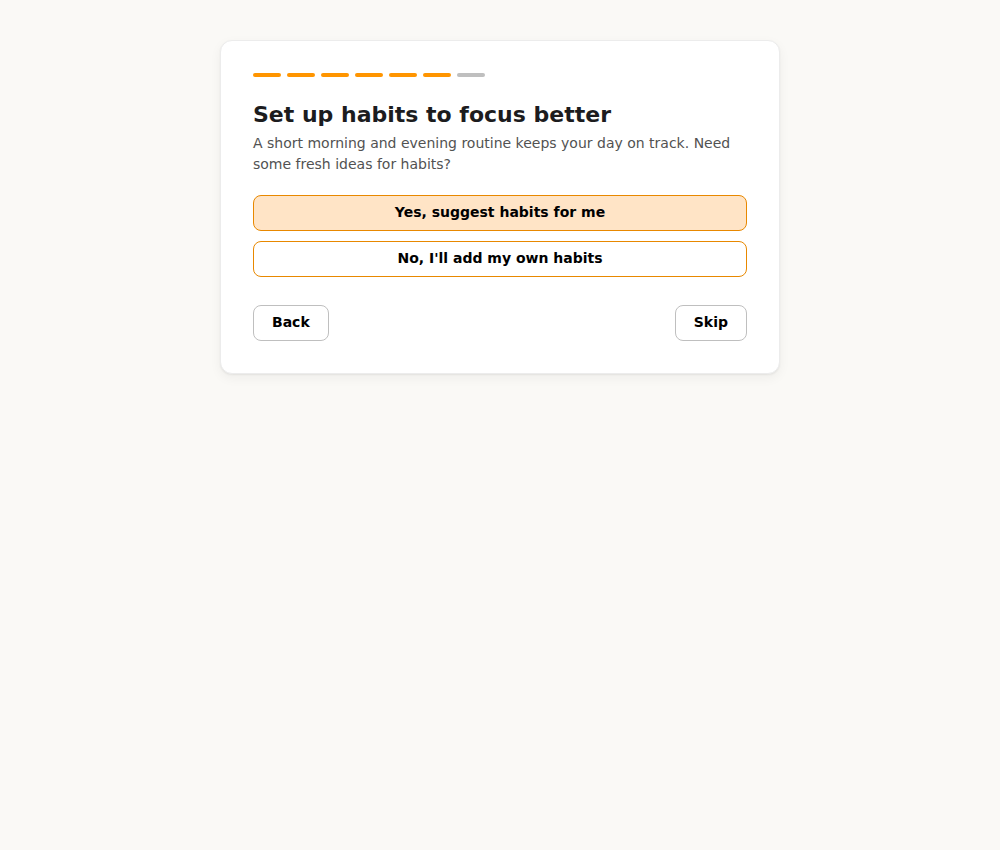 Set up habits to focus better
A short morning and evening routine keeps your day on track. Need
some fresh ideas for habits?
Yes, suggest habits for me
No, I'll add my own habits
Back
Skip